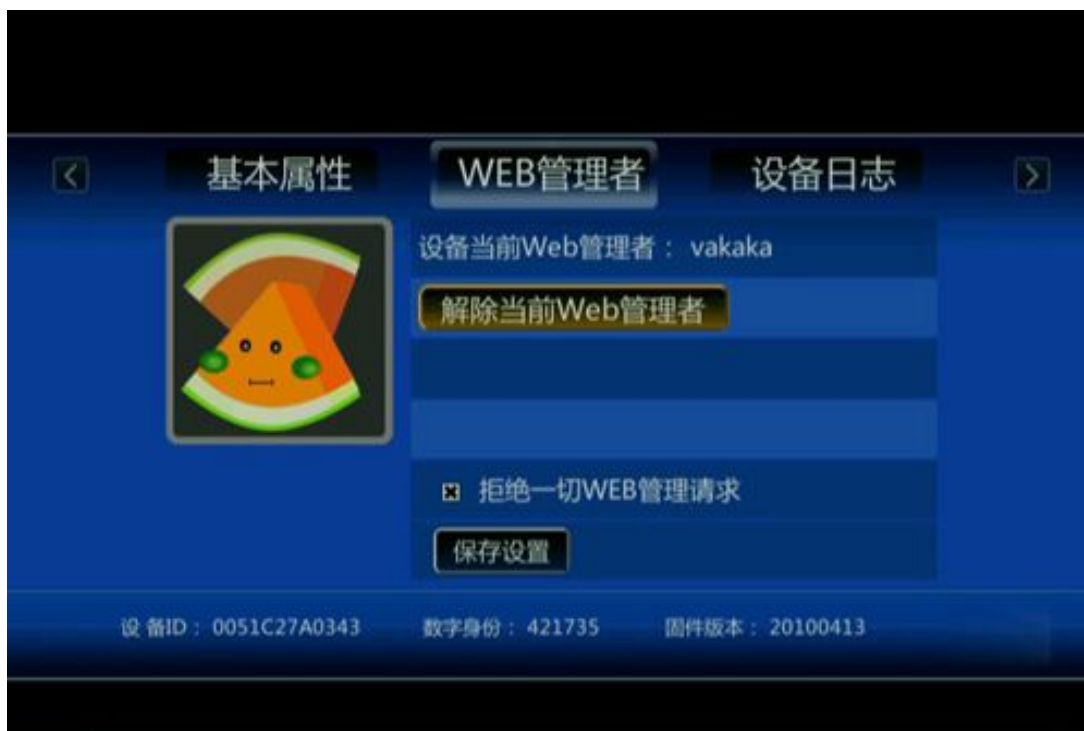 基本属性 WEB管理者 设备日志
设备当前Web管理者： vakaka
解除当前Web管理者
拒绝一切WEB管理请求
保存设置
设备ID： 0051C27A0343 数字身份： 421735 固件版本： 20100413